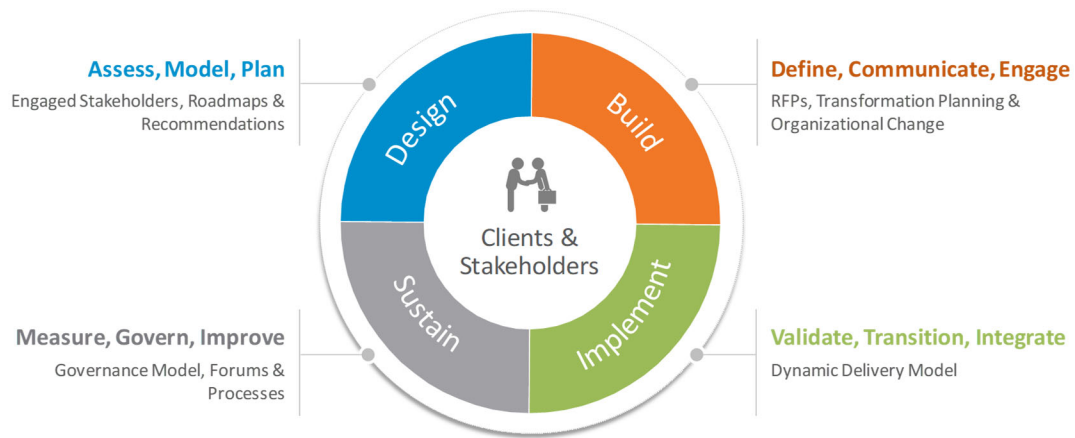 Assess, Model, Plan
Engaged Stakeholders, Roadmaps &
Recommendations
Define, Communicate, Engage
RFPs, Transformation Planning &
Organizational Change
Design
Build
Clients &
Stakeholders
Sustain
Implement
Measure, Govern, Improve
Governance Model, Forums &
Processes
Validate, Transition, Integrate
Dynamic Delivery Model